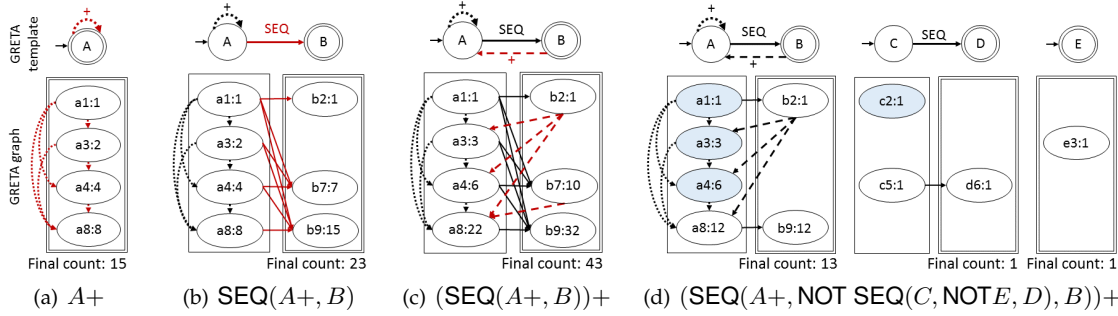 GRETA template
+
A
+
A
SEQ
B
+
A
SEQ
+
B
+
A
SEQ
+
B
C
SEQ
D
E
GRETA graph
a1:1
a3:2
a4:4
a8:8
Final count: 15
a1:1
b2:1
a3:2
a4:4
b7:7
a8:8
b9:15
Final count: 23
a1:1
b2:1
a3:3
a4:6
b7:10
a8:22
b9:32
Final count: 43
a1:1
b2:1
a3:3
a4:6
a8:12
b9:12
Final count: 13
c2:1
c5:1
d6:1
Final count: 1
e3:1
Final count: 1
(a) A+
(b) SEQ(A+, B)
(c) (SEQ(A+, B))+
(d) (SEQ(A+, NOT SEQ(C, NOTE, D), B))+